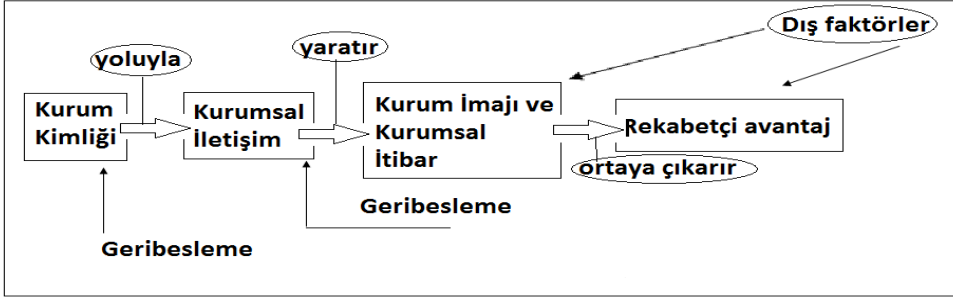 Dış faktörler
yaratır
yoluyla
Kurum
Kimliği
Kurumsal
İletişim
Kurum İmajı ve
Kurumsal
İtibar
Rekabetçi avantaj
ortaya çıkarır
Geribesleme
Geribesleme